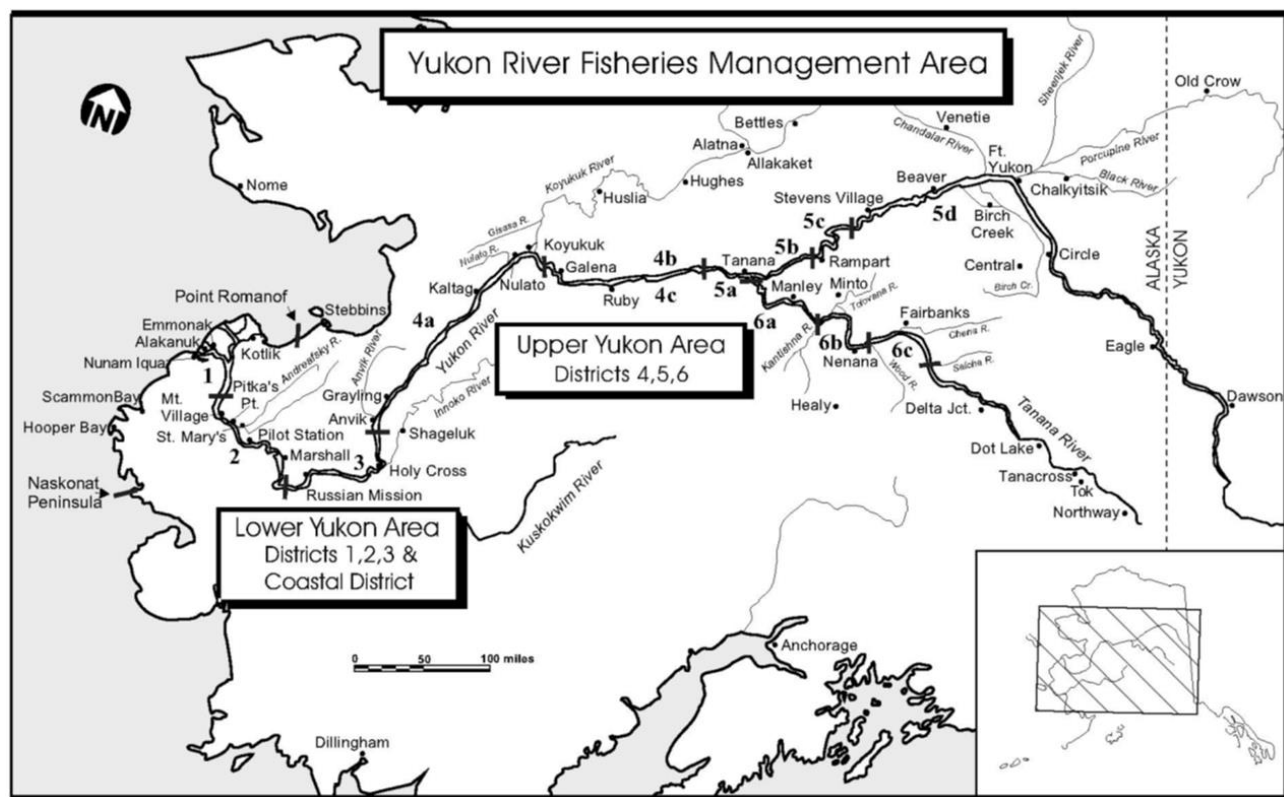 Yukon River Fisheries Management Area
N
Nome
Bettles
Alatna
Allakaket
Hughes
Koyukuk River
Huslia
Venetie
Chandalar River
Sheenjek River
Old Crow
Porcupine River
Ft.
Yukon
Black River
Chalkyitsik
Beaver
Stevens Village
5d
Birch
Creek
5c
Gisasa R.
Nulato R.
Koyukuk
Nulato
Galena
4b
Ruby
4c
Tanana
5a
5b
Rampart
Central
Birch Cr.
Circle
ALASKA
YUKON
Manley
Minto
Tolovana R.
6a
Kantishna R.
6b
Nenana
Fairbanks
Chena R.
6c
Salcha R.
Wood R.
Healy
Delta Jct.
Eagle
Dawson
Tanana River
Dot Lake
Tanacross
Tok
Northway
Kaltag
4a
Yukon River
Point Romanof
Stebbins
Emmonak
Alakanuk
Nunam Iqua
Kotlik
Andreafsky R.
Anvik River
1
Pitka's
Pt.
Scammon Bay
Mt.
Village
Hooper Bay
St. Mary's
Pilot Station
2
Marshall
Grayling
Anvik
Innoko River
Shageluk
3
Holy Cross
Russian Mission
Naskonat
Peninsula
Kuskokwim River
Upper Yukon Area
Districts 4,5,6
Lower Yukon Area
Districts 1,2,3 &
Coastal District
0 50 100 miles
Anchorage
Dillingham